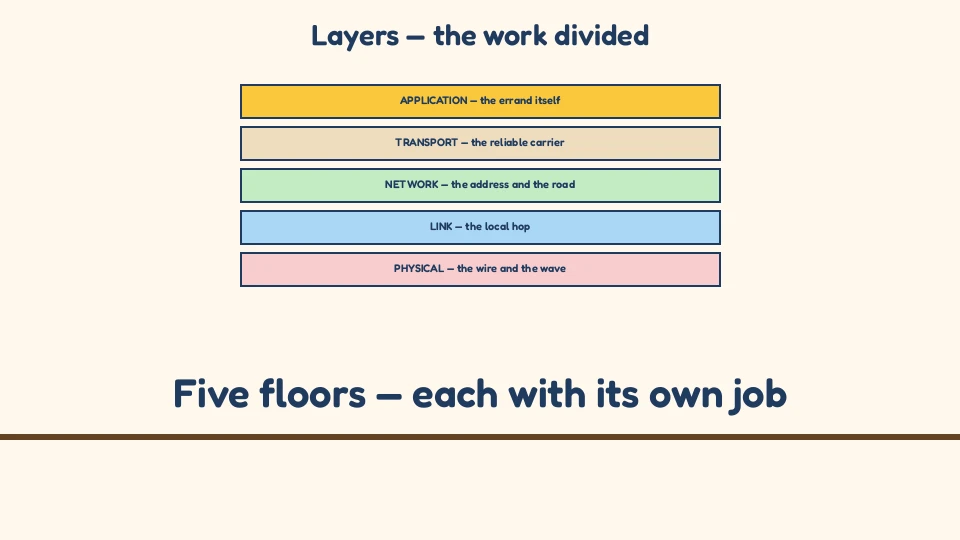 Layers — the work divided
APPLICATION — the errand itself
TRANSPORT — the reliable carrier
NETWORK — the address and the road
LINK — the local hop
PHYSICAL — the wire and the wave
Five floors — each with its own job